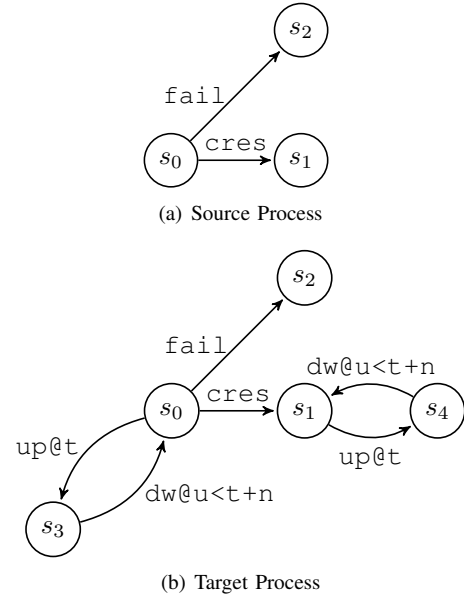 s₂
fail
s₀
cres
s₁
(a) Source Process
s₂
fail
dw@u<t+n
s₀
cres
s₁
s₄
up@t
up@t
dw@u<t+n
s₃
(b) Target Process